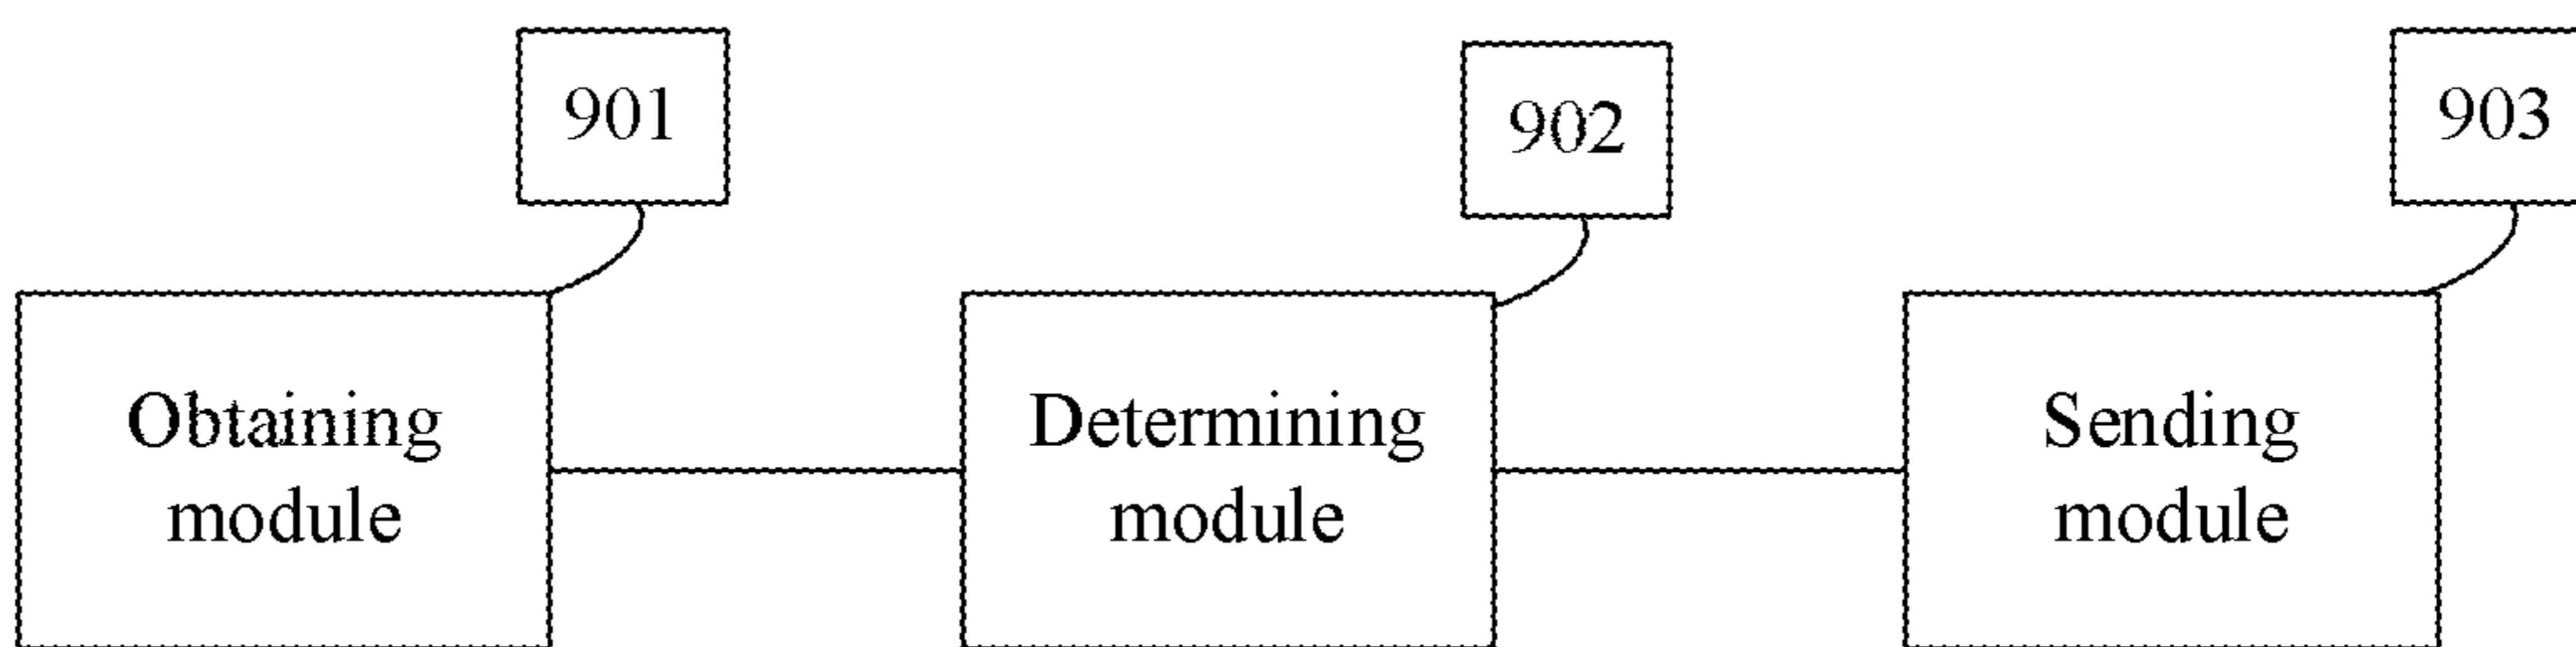 901
902
903
Obtaining
module
Determining
module
Sending
module